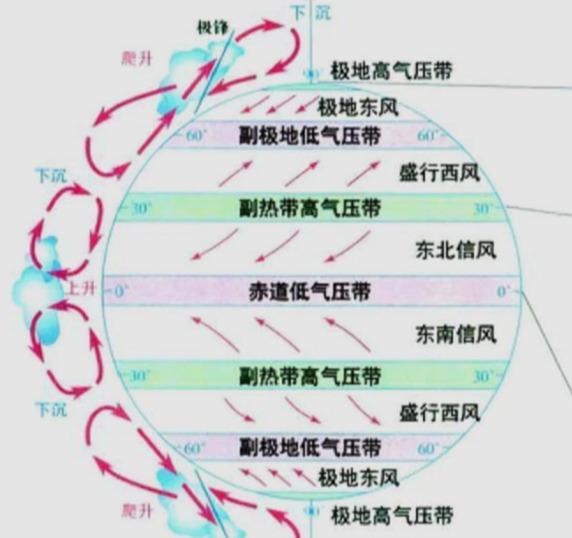 下沉
极锋
爬升
90°
极地高气压带
极地东风
60° 副极地低气压带 60°
下沉
盛行西风
30° 副热带高气压带 30°
东北信风
上升
0° 赤道低气压带 0°
东南信风
30° 副热带高气压带 30°
下沉
盛行西风
60° 副极地低气压带 60°
极地东风
爬升
90°
极地高气压带